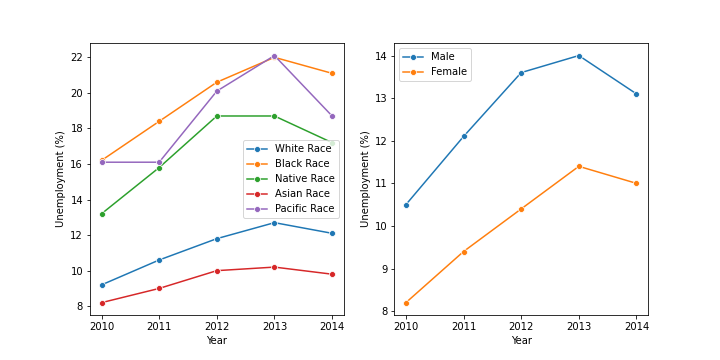 22
20
18
16
14
12
10
8
Unemployment (%)
2010 2011 2012 2013 2014
Year
White Race
Black Race
Native Race
Asian Race
Pacific Race
14
13
12
11
10
9
8
Unemployment (%)
2010 2011 2012 2013 2014
Year
Male
Female